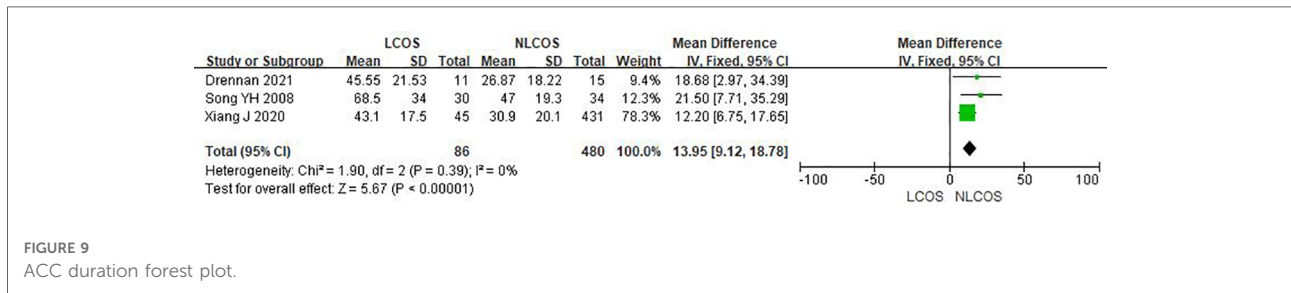 LCOS NLCOS Mean Difference Mean Difference
Study or Subgroup Mean SD Total Mean SD Total Weight IV, Fixed, 95% CI IV, Fixed, 95% CI
Drennan 2021 45.55 21.53 11 26.87 18.22 15 9.4% 18.68 [2.97, 34.39]
Song YH 2008 68.5 34 30 47 19.3 34 12.3% 21.50 [7.71, 35.29]
Xiang J 2020 43.1 17.5 45 30.9 20.1 431 78.3% 12.20 [6.75, 17.65]
Total (95% CI) 86 480 100.0% 13.95 [9.12, 18.78]
Heterogeneity: Chi² = 1.90, df = 2 (P = 0.39); I² = 0%
Test for overall effect: Z = 5.67 (P < 0.00001)
-100 -50 0 50 100
LCOS NLCOS
FIGURE 9
ACC duration forest plot.